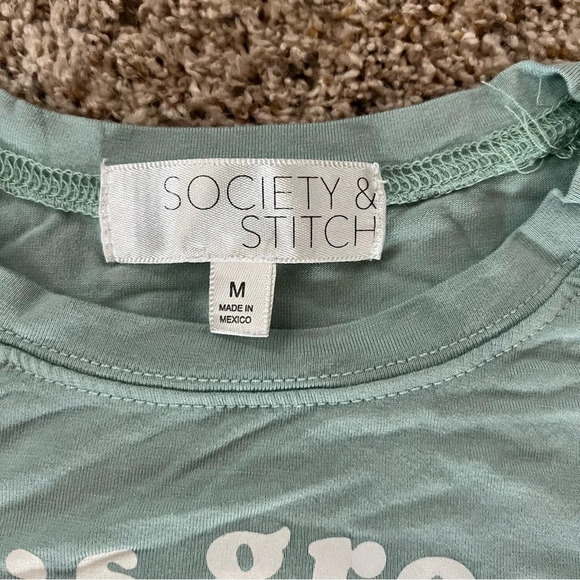 SOCIETY &
STITCH
M
MADE IN
MEXICO